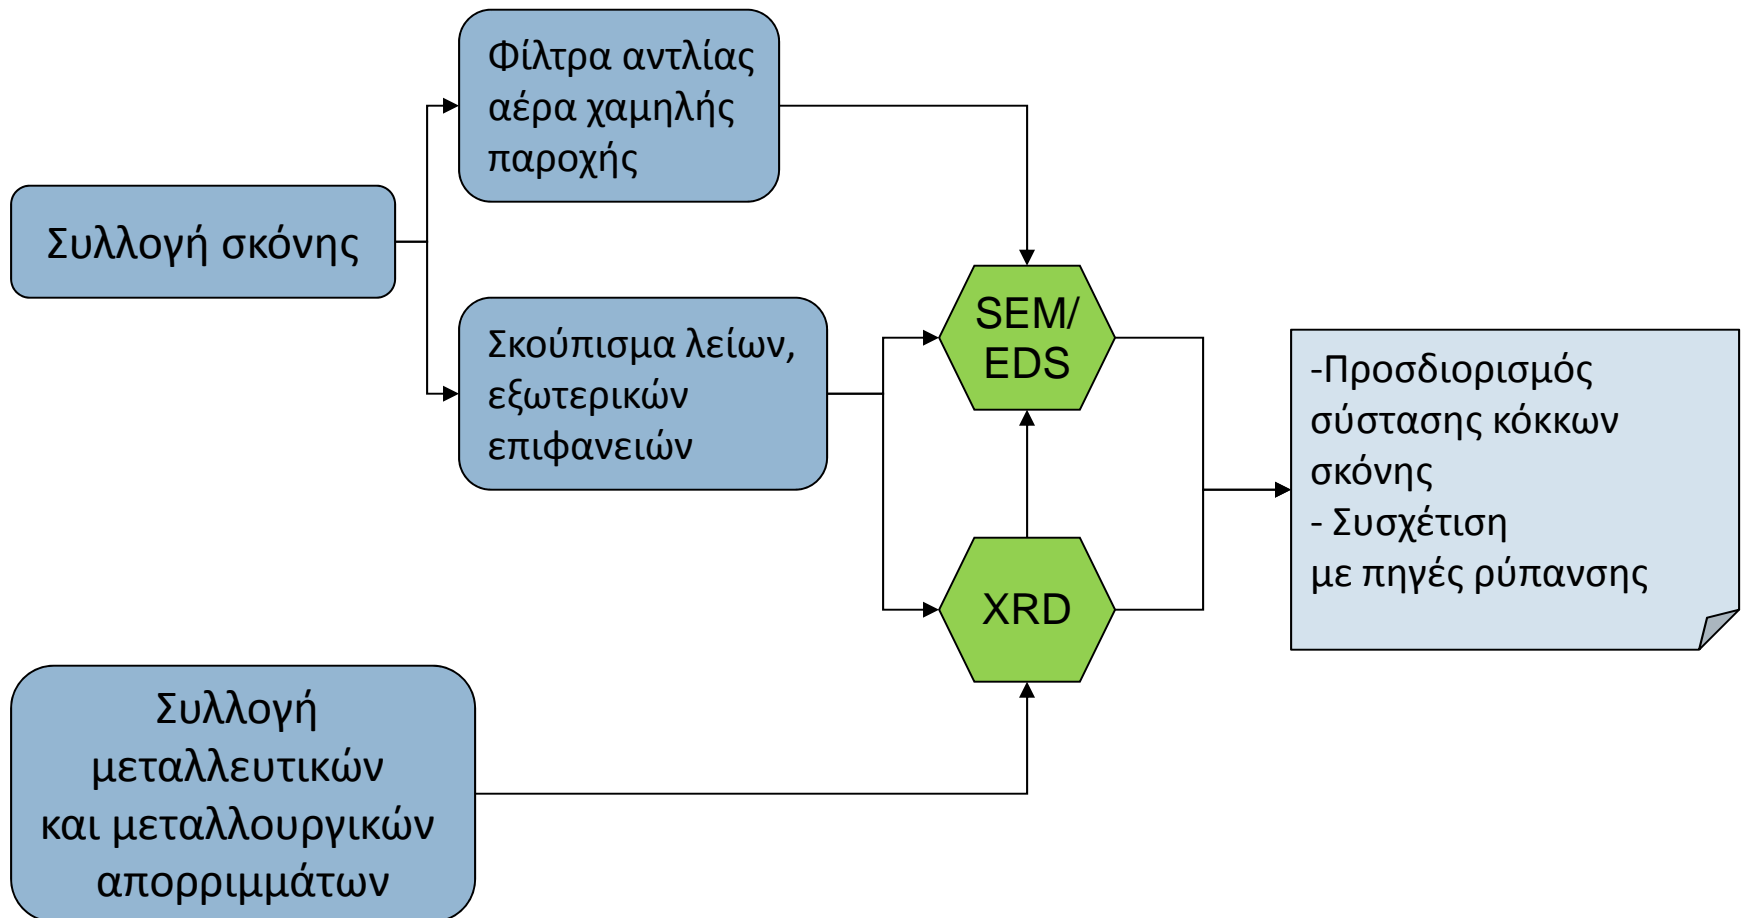 Φίλτρα αντλίας
αέρα χαμηλής
παροχής
Συλλογή σκόνης
Σκούπισμα λείων,
εξωτερικών
επιφανειών
SEM/
EDS
-Προσδιορισμός
σύστασης κόκκων
σκόνης
- Συσχέτιση
με πηγές ρύπανσης
XRD
Συλλογή
μεταλλευτικών
και μεταλλουργικών
απορριμμάτων